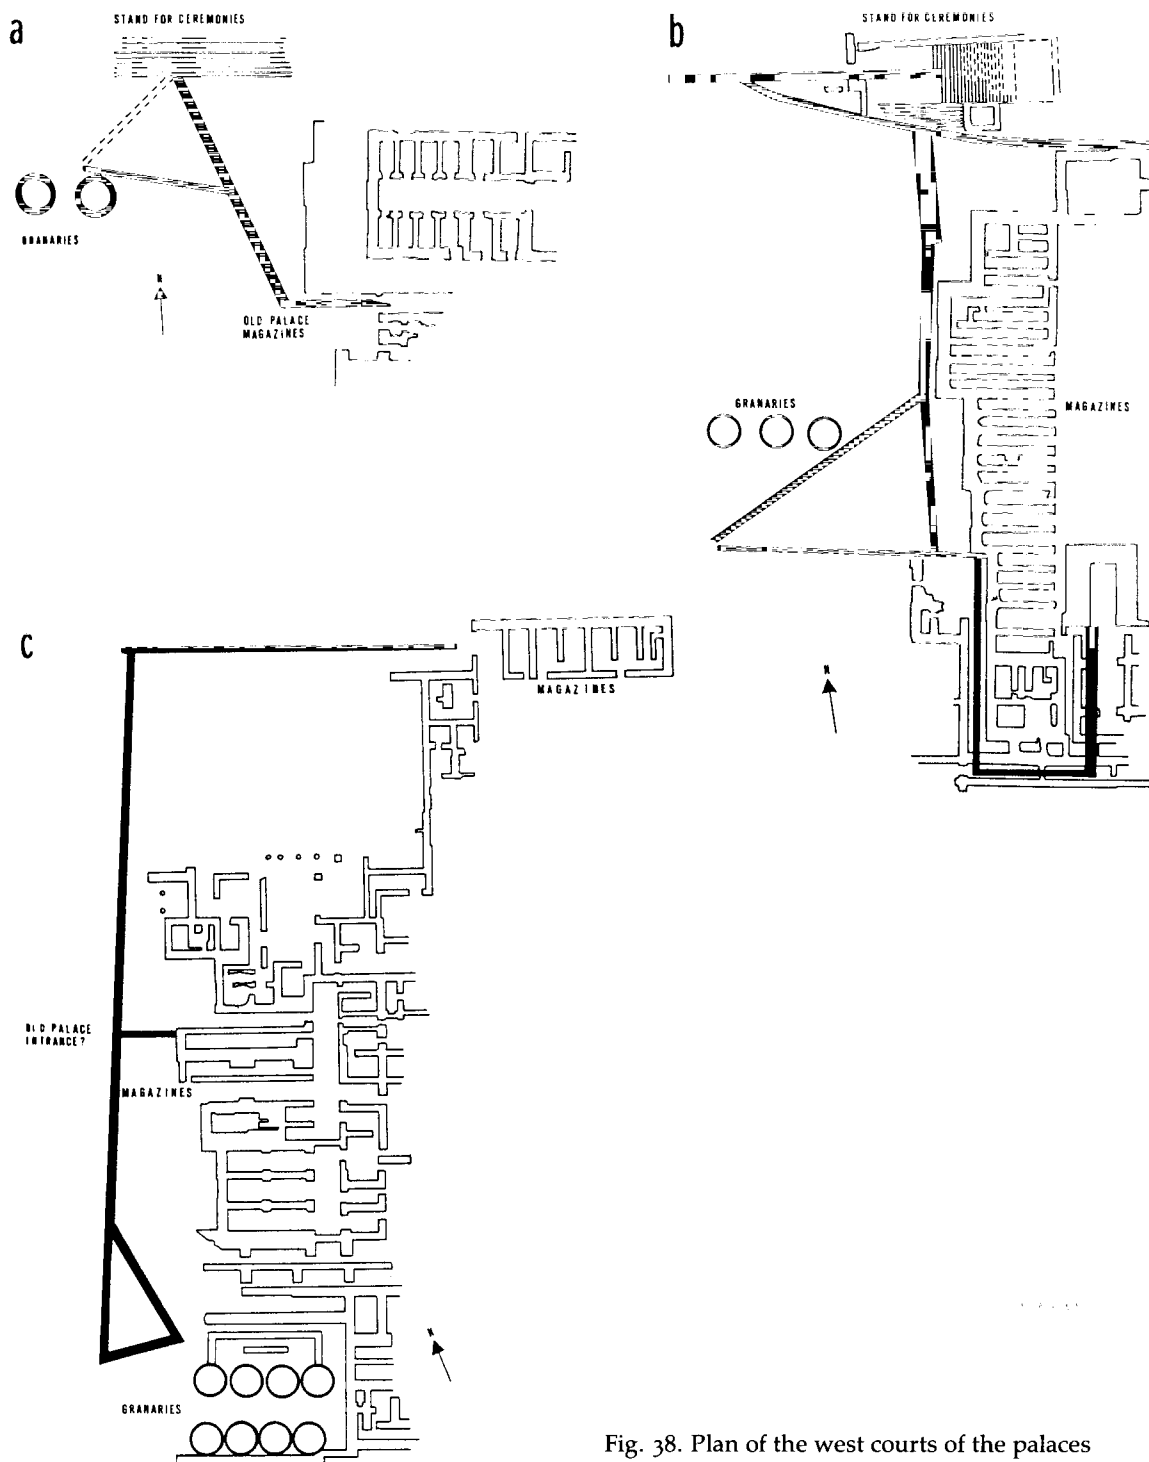 a
STAND FOR CEREMONIES
GRANARIES
N
OLD PALACE
MAGAZINES
b
STAND FOR CEREMONIES
GRANARIES
MAGAZINES
N
c
MAGAZINES
OLD PALACE
ENTRANCE?
MAGAZINES
N
GRANARIES
Fig. 38. Plan of the west courts of the palaces